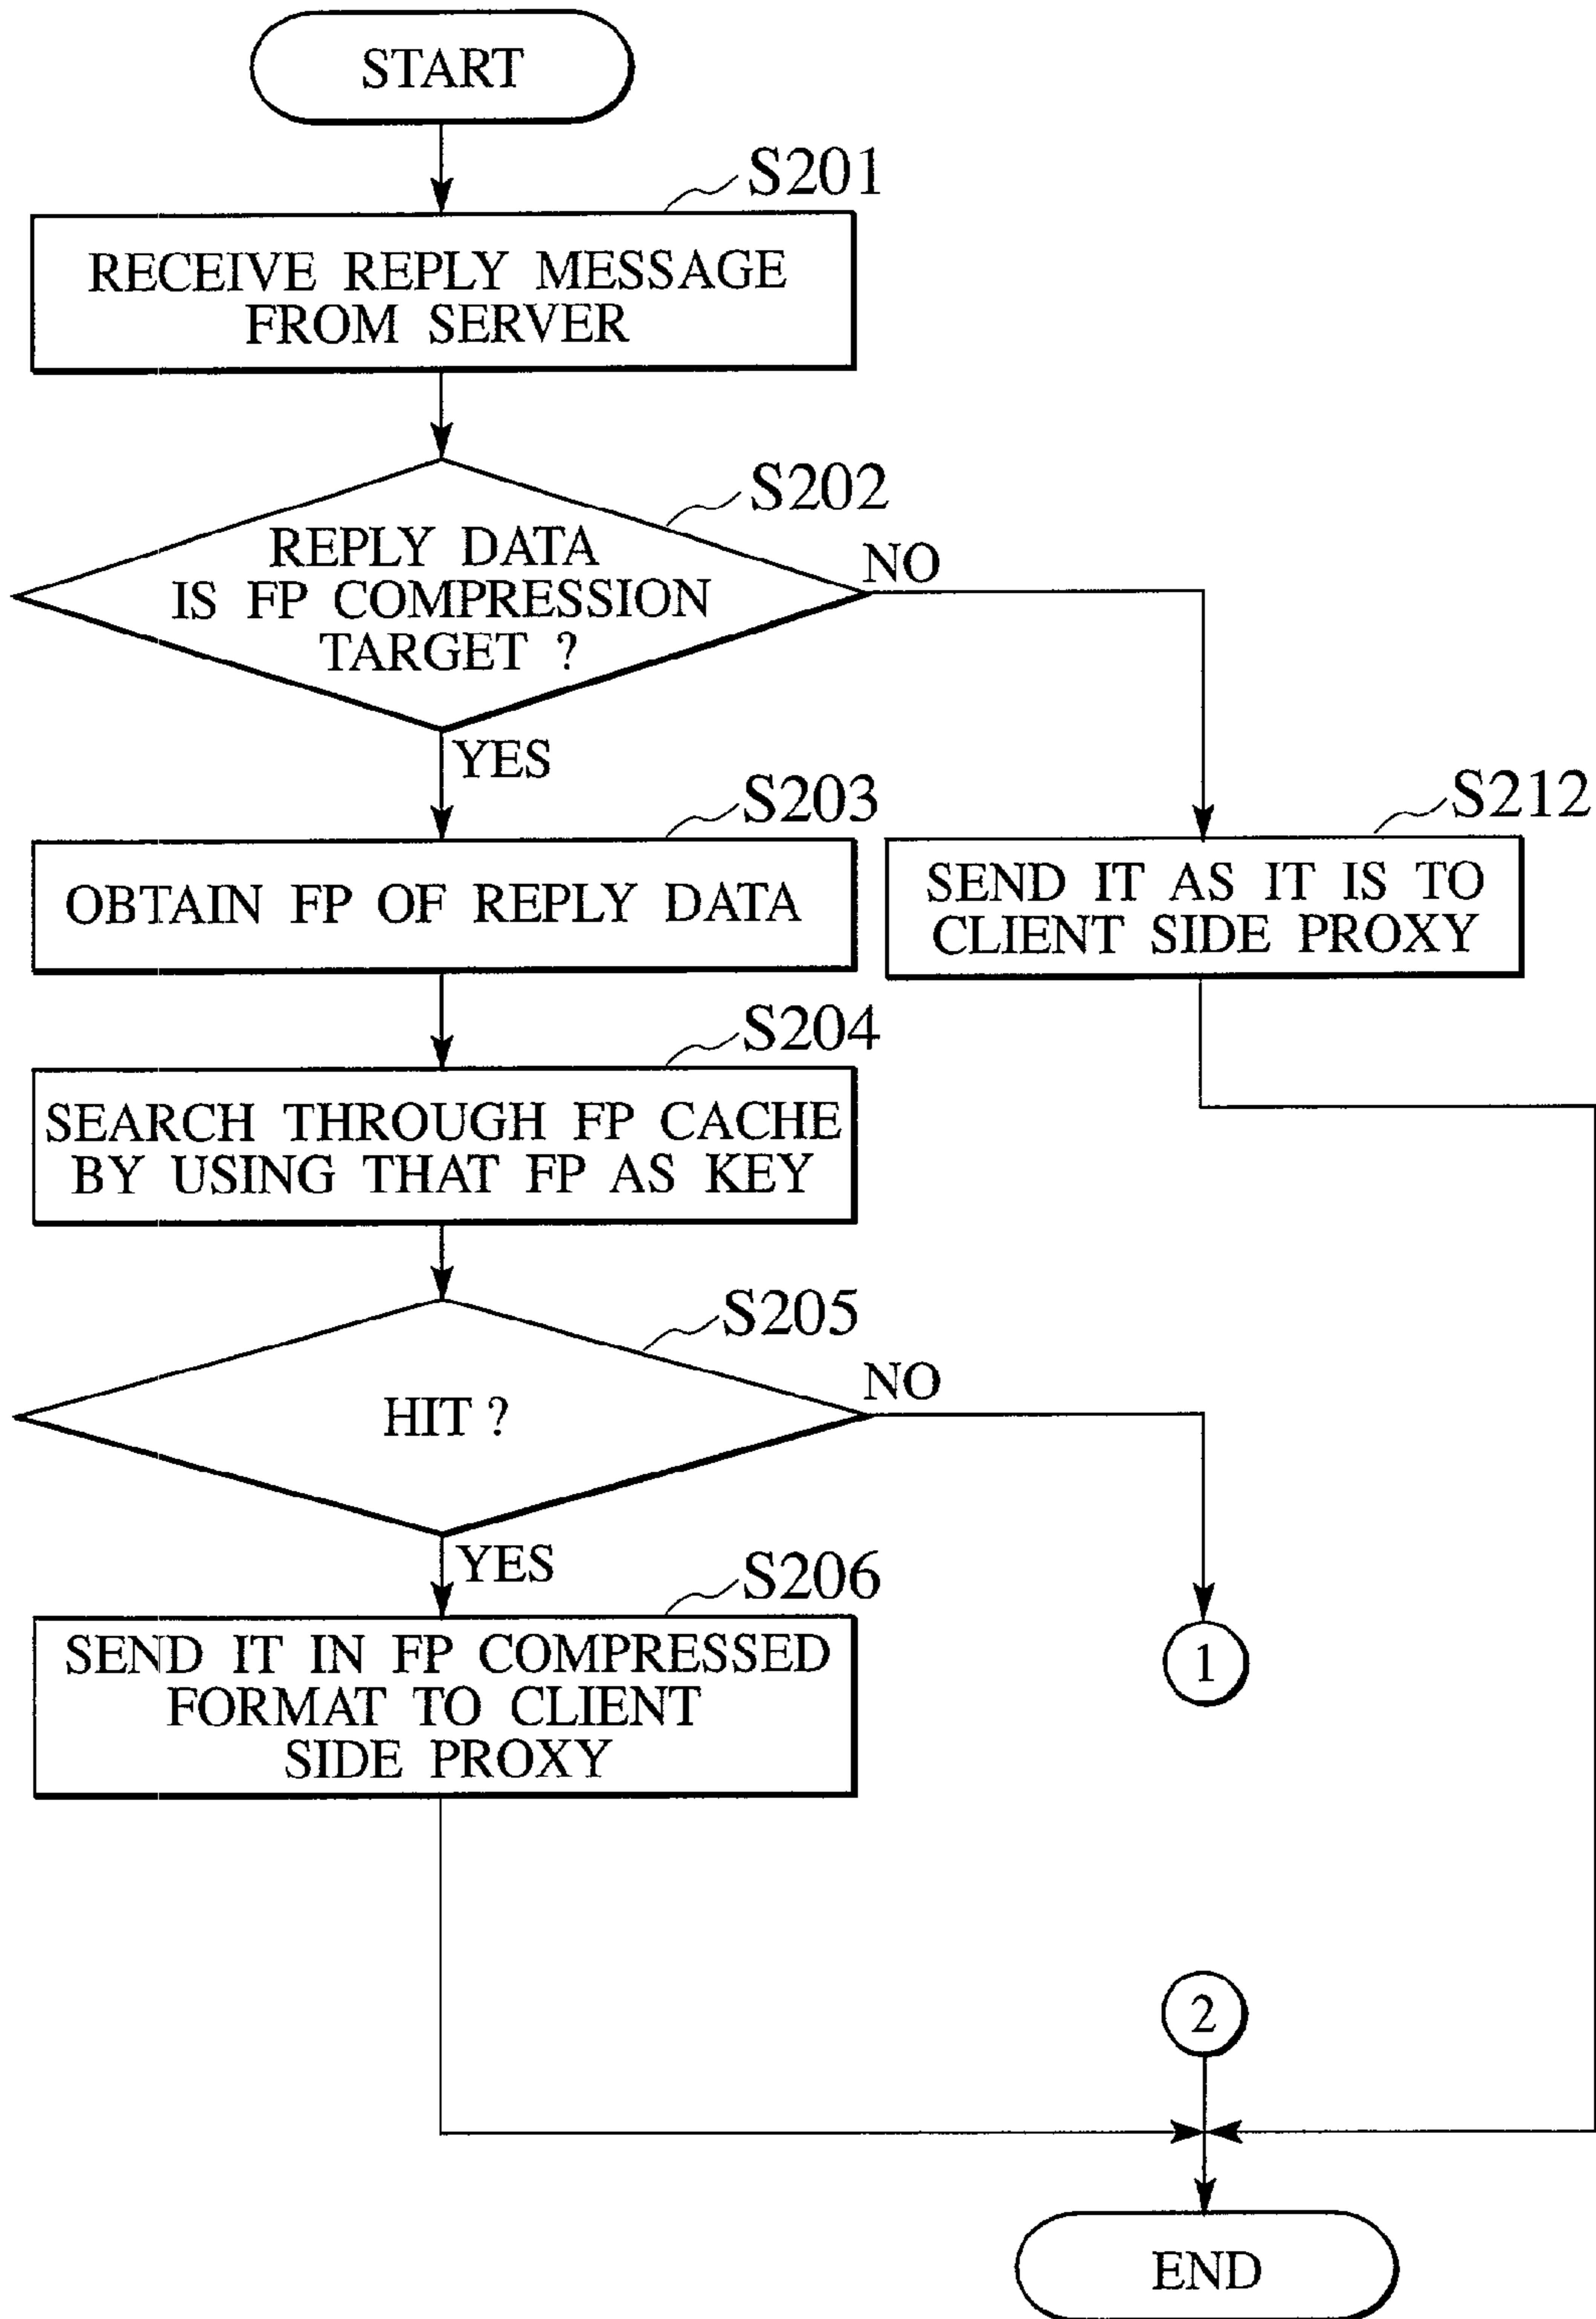 START
S201
RECEIVE REPLY MESSAGE
FROM SERVER
S202
REPLY DATA
IS FP COMPRESSION
TARGET ?
NO
YES
S203
OBTAIN FP OF REPLY DATA
S212
SEND IT AS IT IS TO
CLIENT SIDE PROXY
S204
SEARCH THROUGH FP CACHE
BY USING THAT FP AS KEY
S205
HIT ?
NO
YES
S206
SEND IT IN FP COMPRESSED
FORMAT TO CLIENT
SIDE PROXY
1
2
END